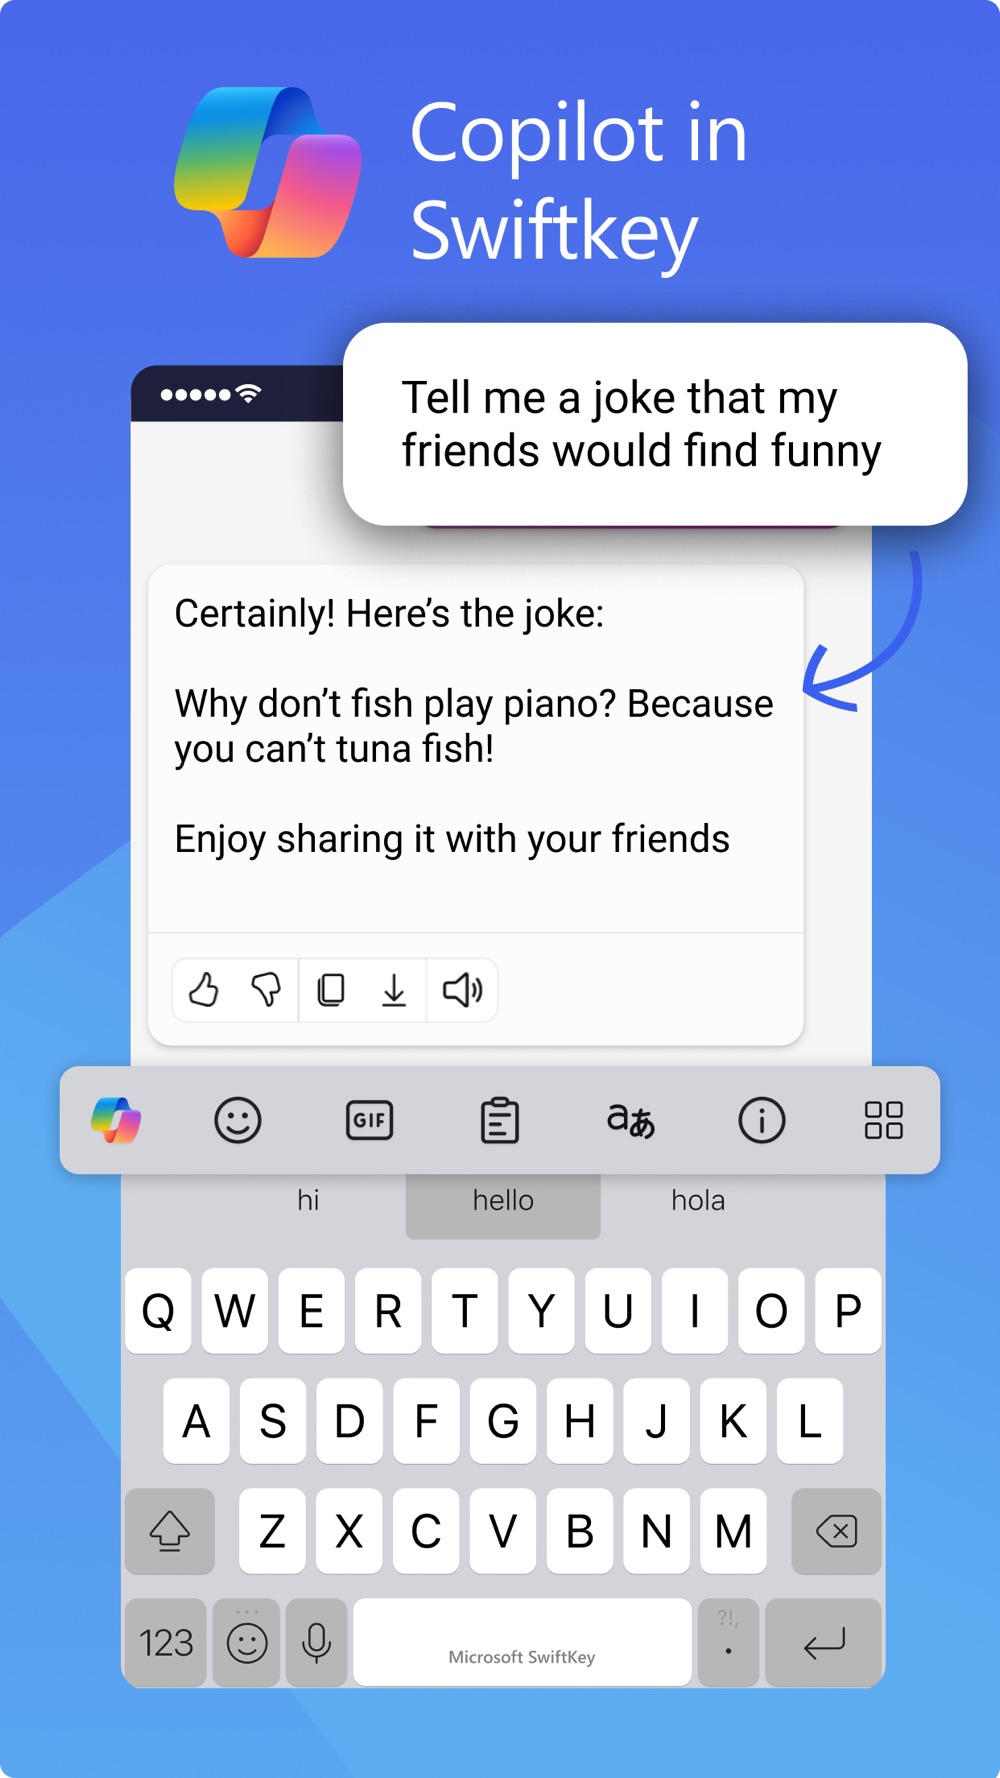 Copilot in
Swiftkey
Tell me a joke that my
friends would find funny
Certainly! Here’s the joke:
Why don’t fish play piano? Because
you can’t tuna fish!
Enjoy sharing it with your friends
GIF
aあ
hi hello hola
Q W E R T Y U I O P
A S D F G H J K L
Z X C V B N M
?!,
123 Microsoft SwiftKey .